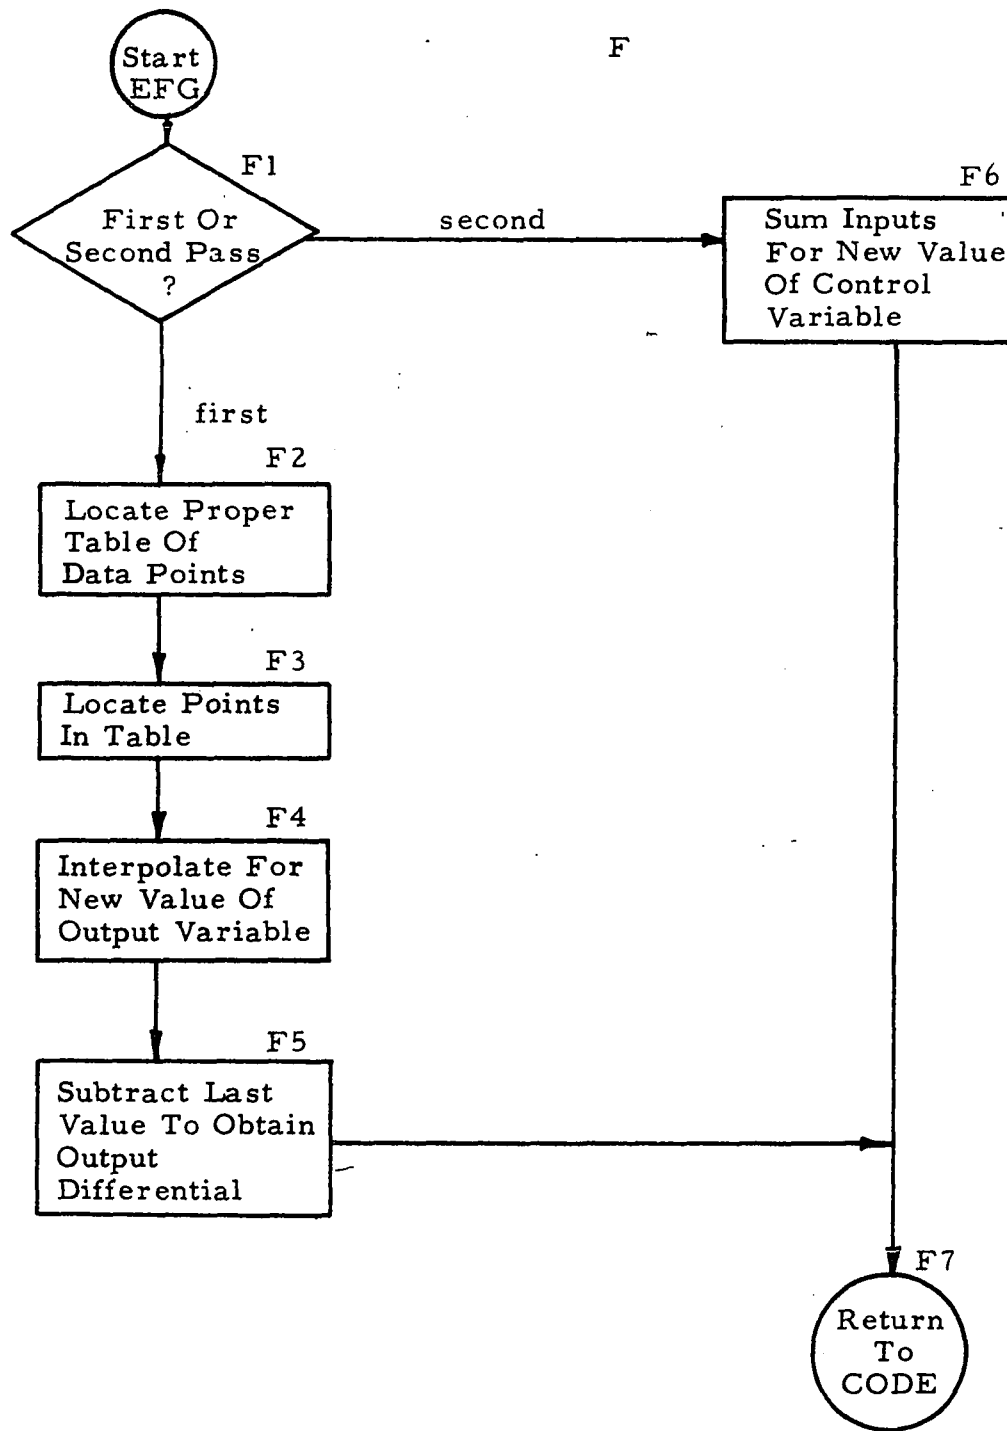 F
Start
EFG
F1
First Or
Second Pass
?
second
F6
Sum Inputs
For New Value
Of Control
Variable
first
F2
Locate Proper
Table Of
Data Points
F3
Locate Points
In Table
F4
Interpolate For
New Value Of
Output Variable
F5
Subtract Last
Value To Obtain
Output
Differential
F7
Return
To
CODE